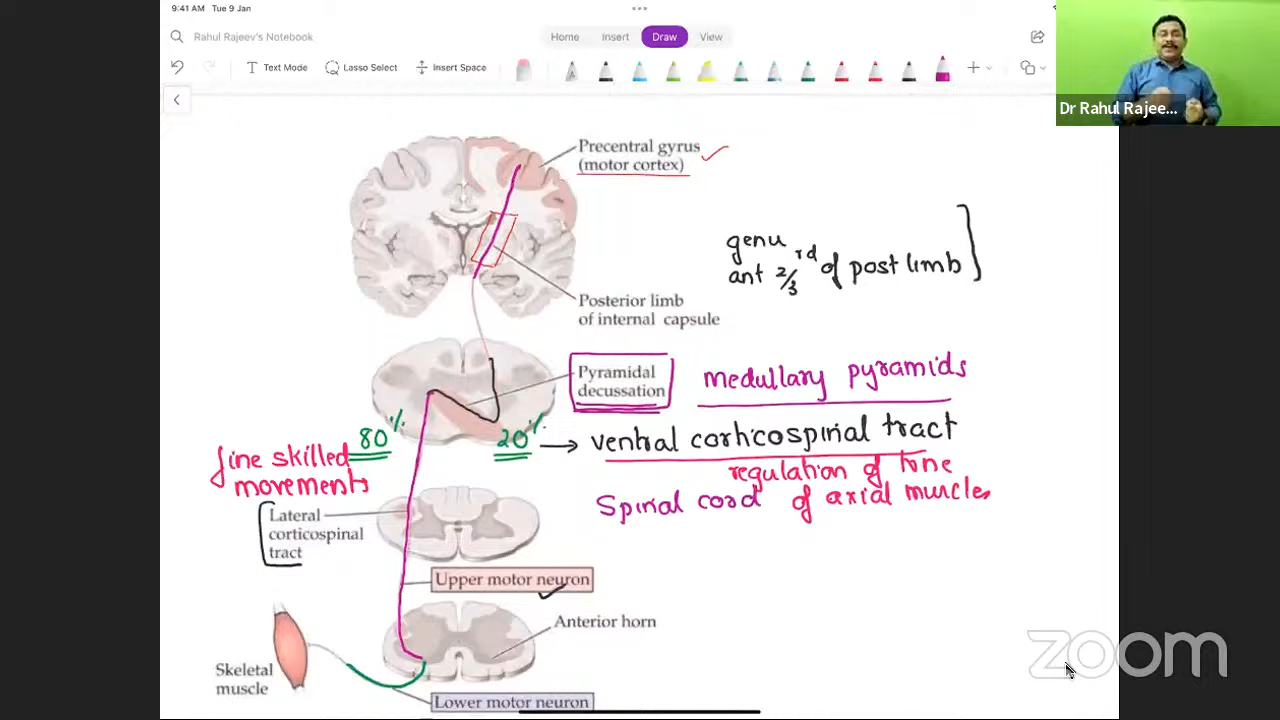 9:41 AM Tue 9 Jan
Rahul Rajeev's Notebook
Home Insert Draw View
Text Mode Lasso Select Insert Space
Dr Rahul Rajee...
Precentral gyrus
(motor cortex)
genu
ant 2/3 rd of post limb
Posterior limb
of internal capsule
Pyramidal
decussation
medullary pyramids
80%
20% → ventral corticospinal tract
fine skilled
movements
regulation of tone
of axial muscles
Spinal cord
Lateral
corticospinal
tract
Upper motor neuron
Anterior horn
Skeletal
muscle
Lower motor neuron
zoom